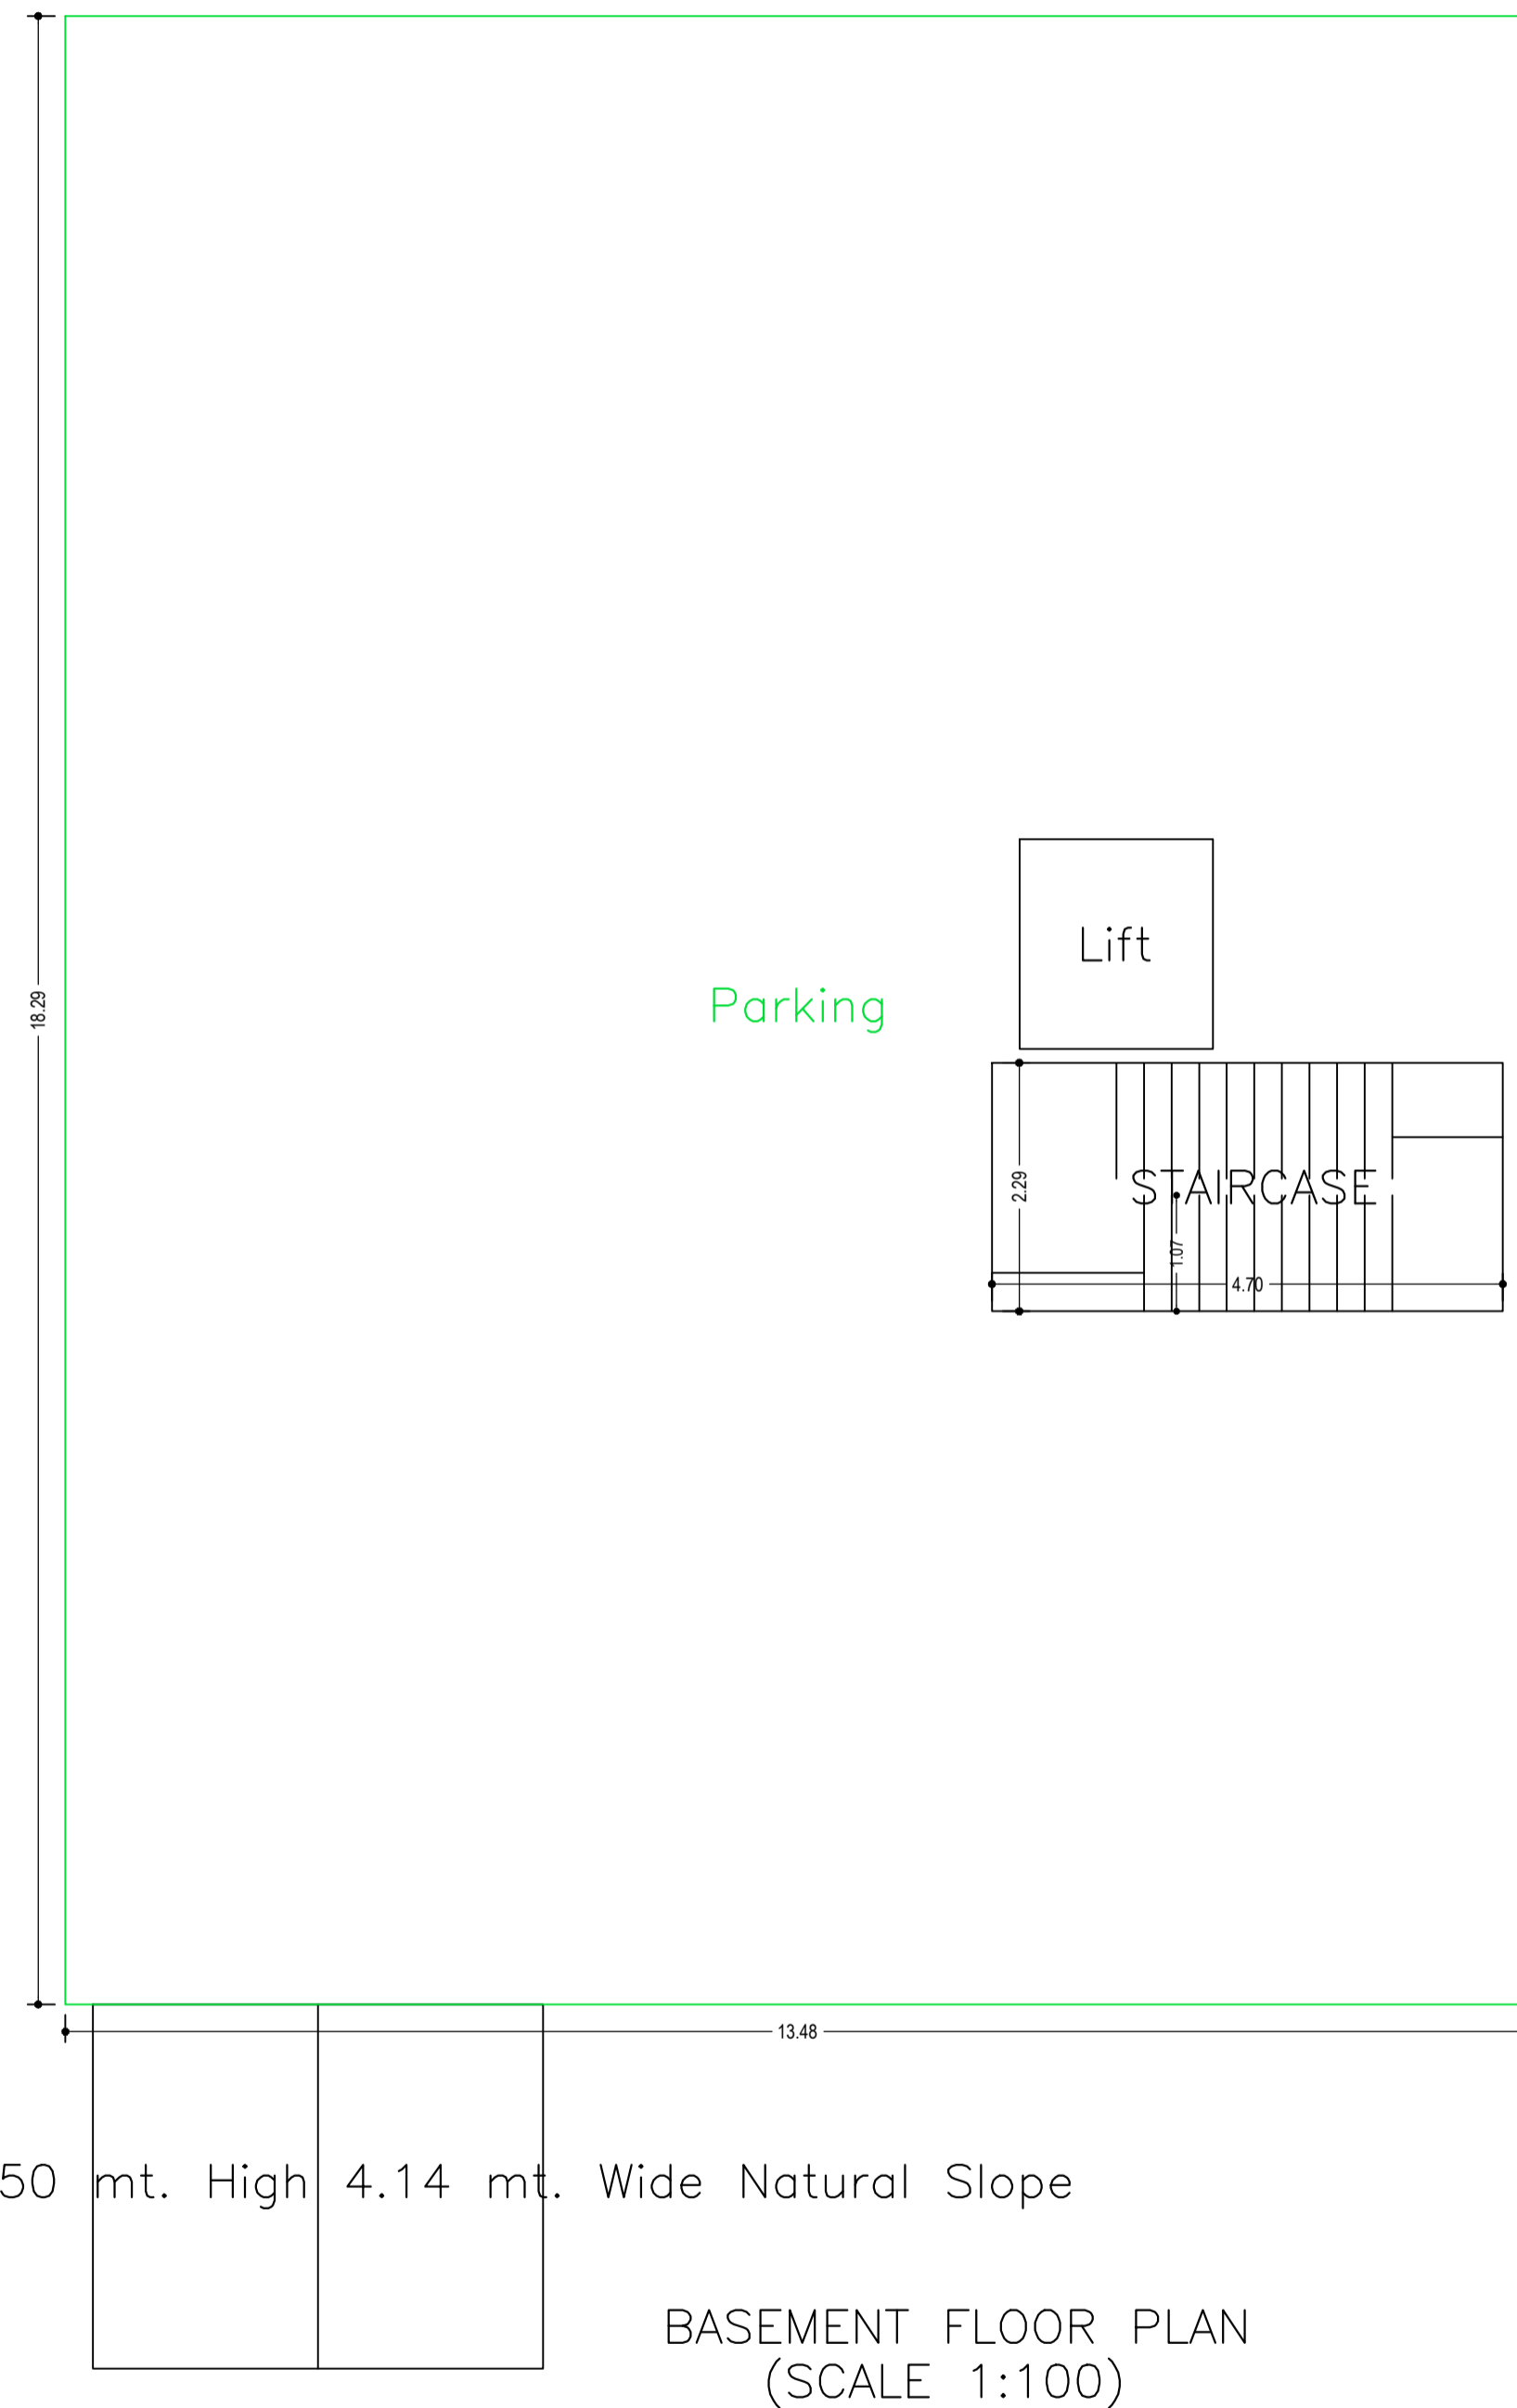 Lift
Parking
18.29
2.29
STAIRCASE
1.07
4.70
13.48
50 mt. High 4.14 mt. Wide Natural Slope
BASEMENT FLOOR PLAN
(SCALE 1:100)